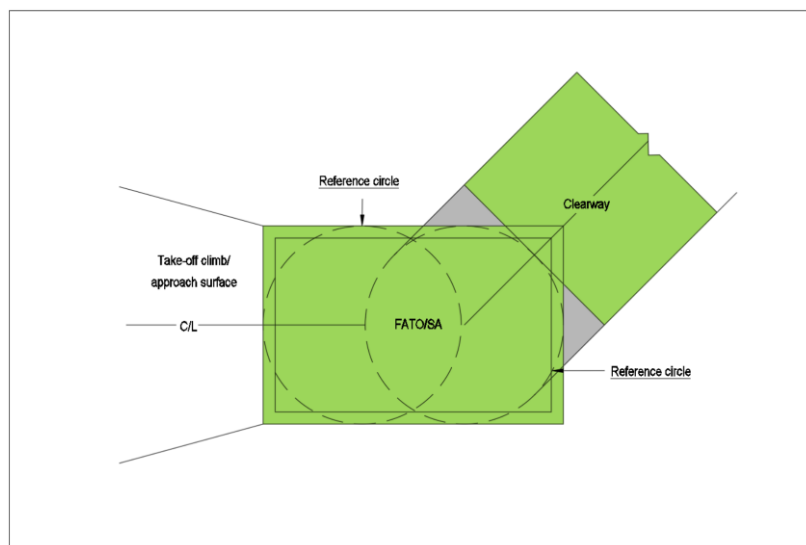 Reference circle
Clearway
Take-off climb/
approach surface
C/L
FATO/SA
Reference circle